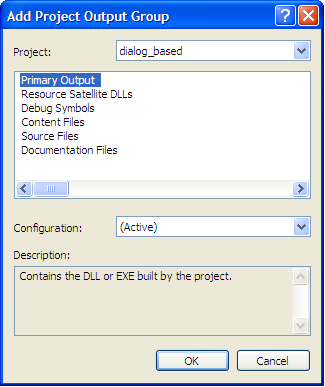 Add Project Output Group
Project: dialog_based
Primary Output
Resource Satellite DLLs
Debug Symbols
Content Files
Source Files
Documentation Files
Configuration: (Active)
Description:
Contains the DLL or EXE built by the project.
OK Cancel